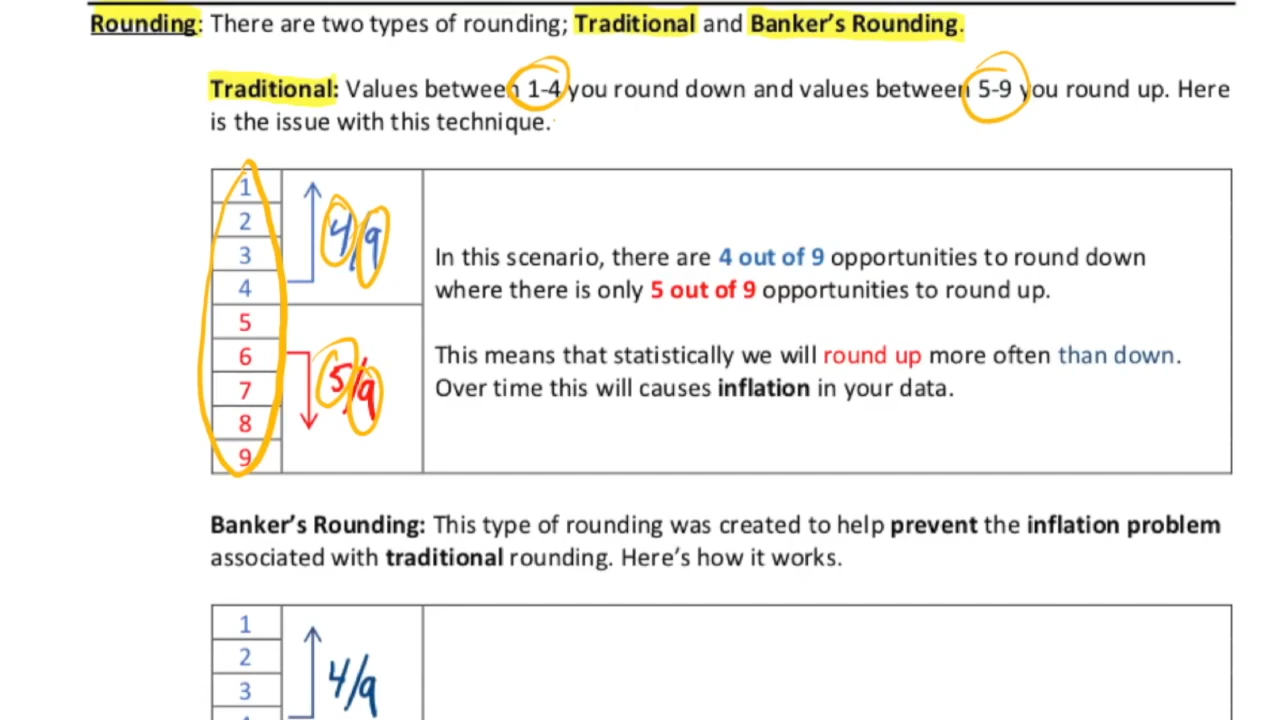 Rounding: There are two types of rounding; Traditional and Banker's Rounding.
Traditional: Values between 1-4 you round down and values between 5-9 you round up. Here
is the issue with this technique.
1
2
3
4
4/9
5
6
7
8
9
5/9
In this scenario, there are 4 out of 9 opportunities to round down
where there is only 5 out of 9 opportunities to round up.
This means that statistically we will round up more often than down.
Over time this will causes inflation in your data.
Banker's Rounding: This type of rounding was created to help prevent the inflation problem
associated with traditional rounding. Here's how it works.
1
2
3
4/9